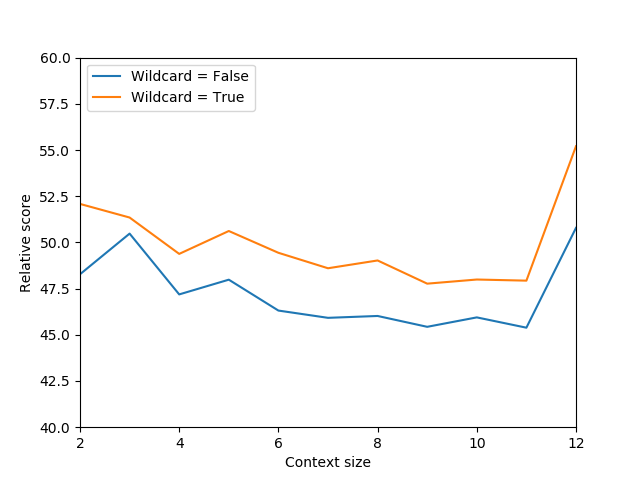 60.0
57.5
55.0
52.5
50.0
47.5
45.0
42.5
40.0
Relative score
Wildcard = False
Wildcard = True
2 4 6 8 10 12
Context size